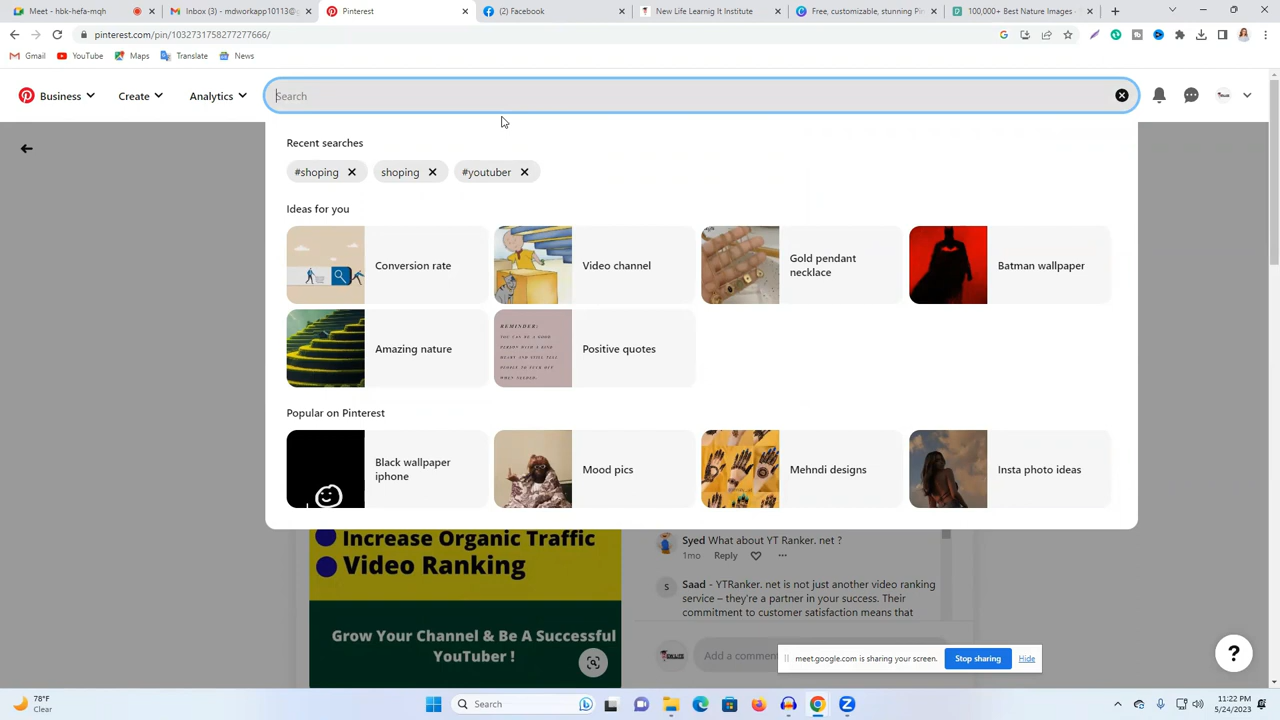 Meet - hbk-hefa-mqh
Inbox (3) - mdworkapp10113@g
Pinterest
(2) Facebook
New Life Learnig It Institute
Free, customizable, stunning Pin
100,000+ Best Nature Images -
pinterest.com/pin/1032731758277277666/
Gmail
YouTube
Maps
Translate
News
Business
Create
Analytics
Search
Recent searches
#shoping
shoping
#youtuber
Ideas for you
Conversion rate
Video channel
Gold pendant
necklace
Batman wallpaper
REMINDER:
Amazing nature
Positive quotes
Popular on Pinterest
Black wallpaper
iphone
Mood pics
Mehndi designs
Insta photo ideas
Increase Organic Traffic
Video Ranking
Grow Your Channel & Be A Successful
YouTuber !
Syed What about YT Ranker. net ?
1mo Reply
S
Saad - YTRanker. net is not just another video ranking
service – they're a partner in your success. Their
commitment to customer satisfaction means that
Add a comme
meet.google.com is sharing your screen.
Stop sharing
Hide
?
78°F
Clear
Search
11:22 PM
5/24/2023